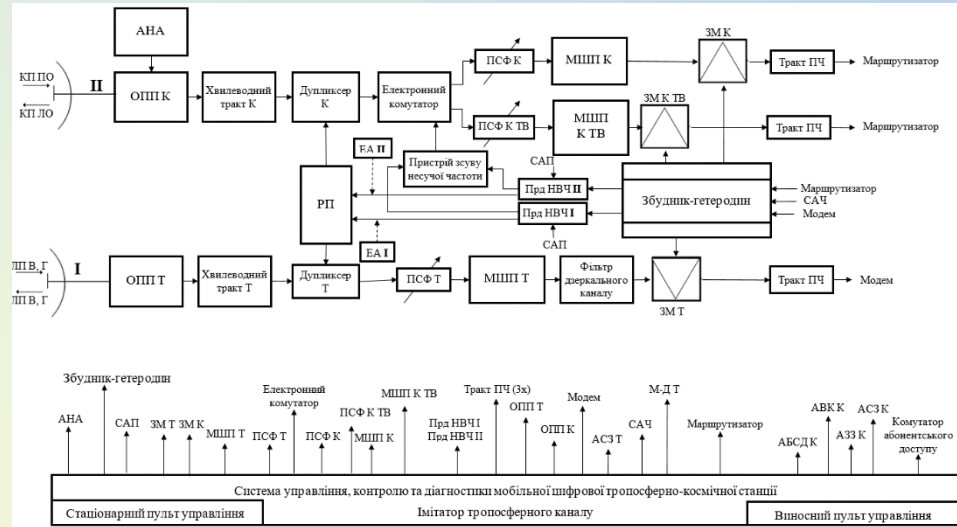 АНА
КП ПО
КП ЛО
II
ОПП К
Хвилеводний
тракт К
Дуплексер
К
Електронний
комутатор
ПСФ К
МШП К
ЗМ К
Тракт ПЧ
Маршрутизатор
ПСФ К ТВ
МШП
К ТВ
ЗМ К ТВ
Тракт ПЧ
Маршрутизатор
ЕА II
Пристрій зсуву
несучої частоти
САП
Прд НВЧ II
Прд НВЧ I
САП
Збудник-гетеродин
Маршрутизатор
САЧ
Модем
РП
ЕА I
ЛП В, Г
ЛП В, Г
I
ОПП Т
Хвилеводний
тракт Т
Дупликсер
Т
ПСФ Т
МШП Т
Фільтр
дзеркального
каналу
ЗМ Т
Тракт ПЧ
Модем
АНА
Збудник-гетеродин
САП
ЗМ Т
ЗМ К
МШП Т
ПСФ Т
Електронний
комутатор
ПСФ К
ПСФ К ТВ
МШП К
МШП К ТВ
Прд НВЧ I
Прд НВЧ II
Тракт ПЧ (3x)
ОПП Т
ОПП К
Модем
АСЗ Т
САЧ
М-Д Т
Маршрутизатор
АБСД К
АВК К
АЗЗ К
АСЗ К
Комутатор
абонентського
доступу
Система управління, контролю та діагностики мобільної цифрової тропосферно-космічної станції
Стаціонарний пульт управління
Імітатор тропосферного каналу
Виносний пульт управління